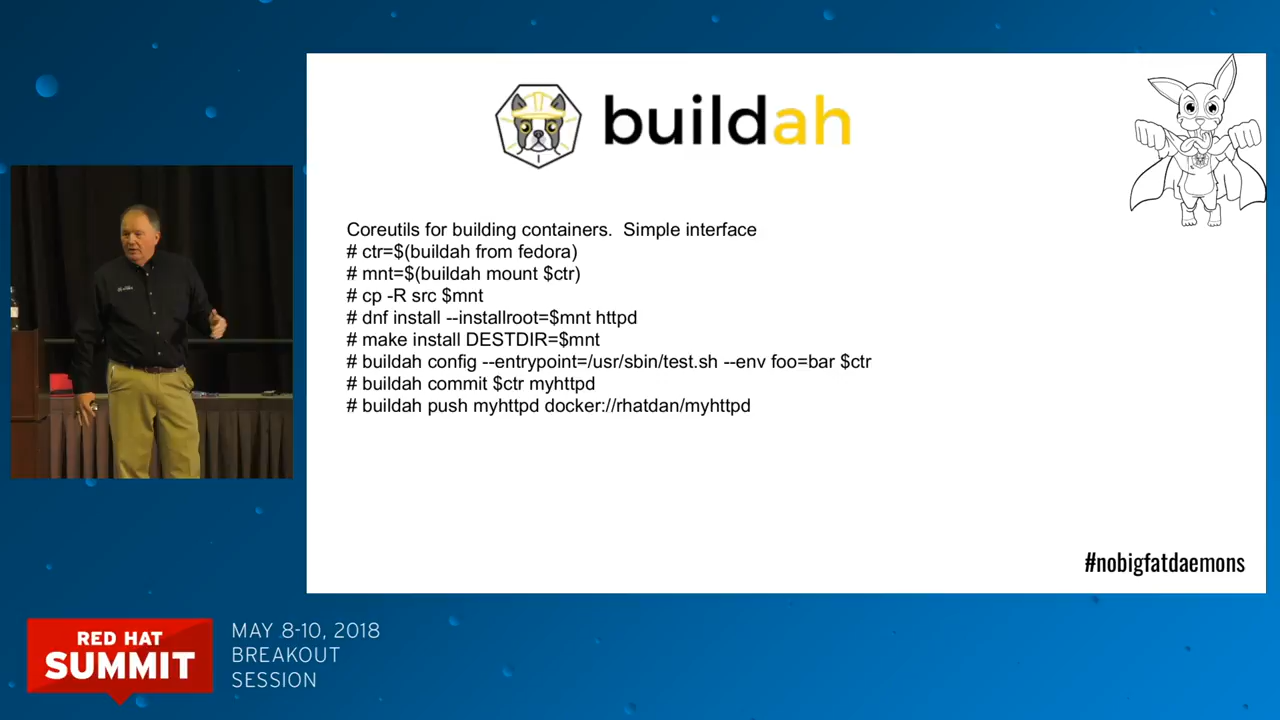 buildah
Coreutils for building containers.  Simple interface
# ctr=$(buildah from fedora)
# mnt=$(buildah mount $ctr)
# cp -R src $mnt
# dnf install --installroot=$mnt httpd
# make install DESTDIR=$mnt
# buildah config --entrypoint=/usr/sbin/test.sh --env foo=bar $ctr
# buildah commit $ctr myhttpd
# buildah push myhttpd docker://rhatdan/myhttpd
#nobigfatdaemons
RED HAT
SUMMIT
MAY 8-10, 2018
BREAKOUT
SESSION